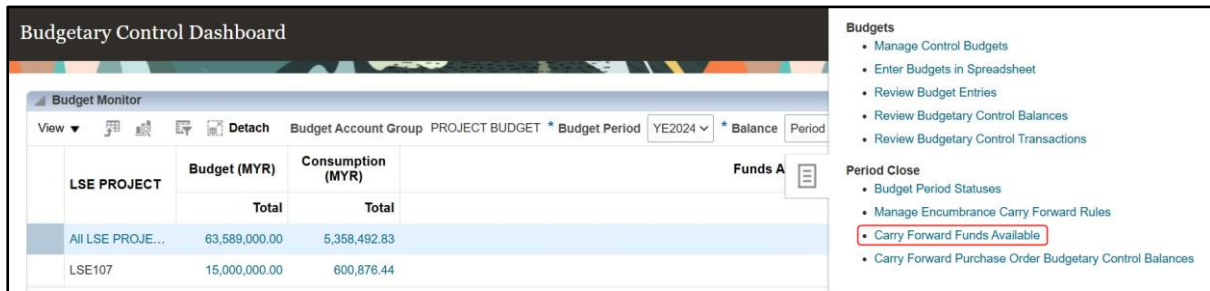 Budgetary Control Dashboard
Budget Monitor
View Detach Budget Account Group PROJECT BUDGET * Budget Period YE2024 * Balance Period
LSE PROJECT Budget (MYR) Consumption (MYR) Funds A
Total Total
All LSE PROJE... 63,589,000.00 5,358,492.83
LSE107 15,000,000.00 600,876.44
Budgets
• Manage Control Budgets
• Enter Budgets in Spreadsheet
• Review Budget Entries
• Review Budgetary Control Balances
• Review Budgetary Control Transactions
Period Close
• Budget Period Statuses
• Manage Encumbrance Carry Forward Rules
• Carry Forward Funds Available
• Carry Forward Purchase Order Budgetary Control Balances